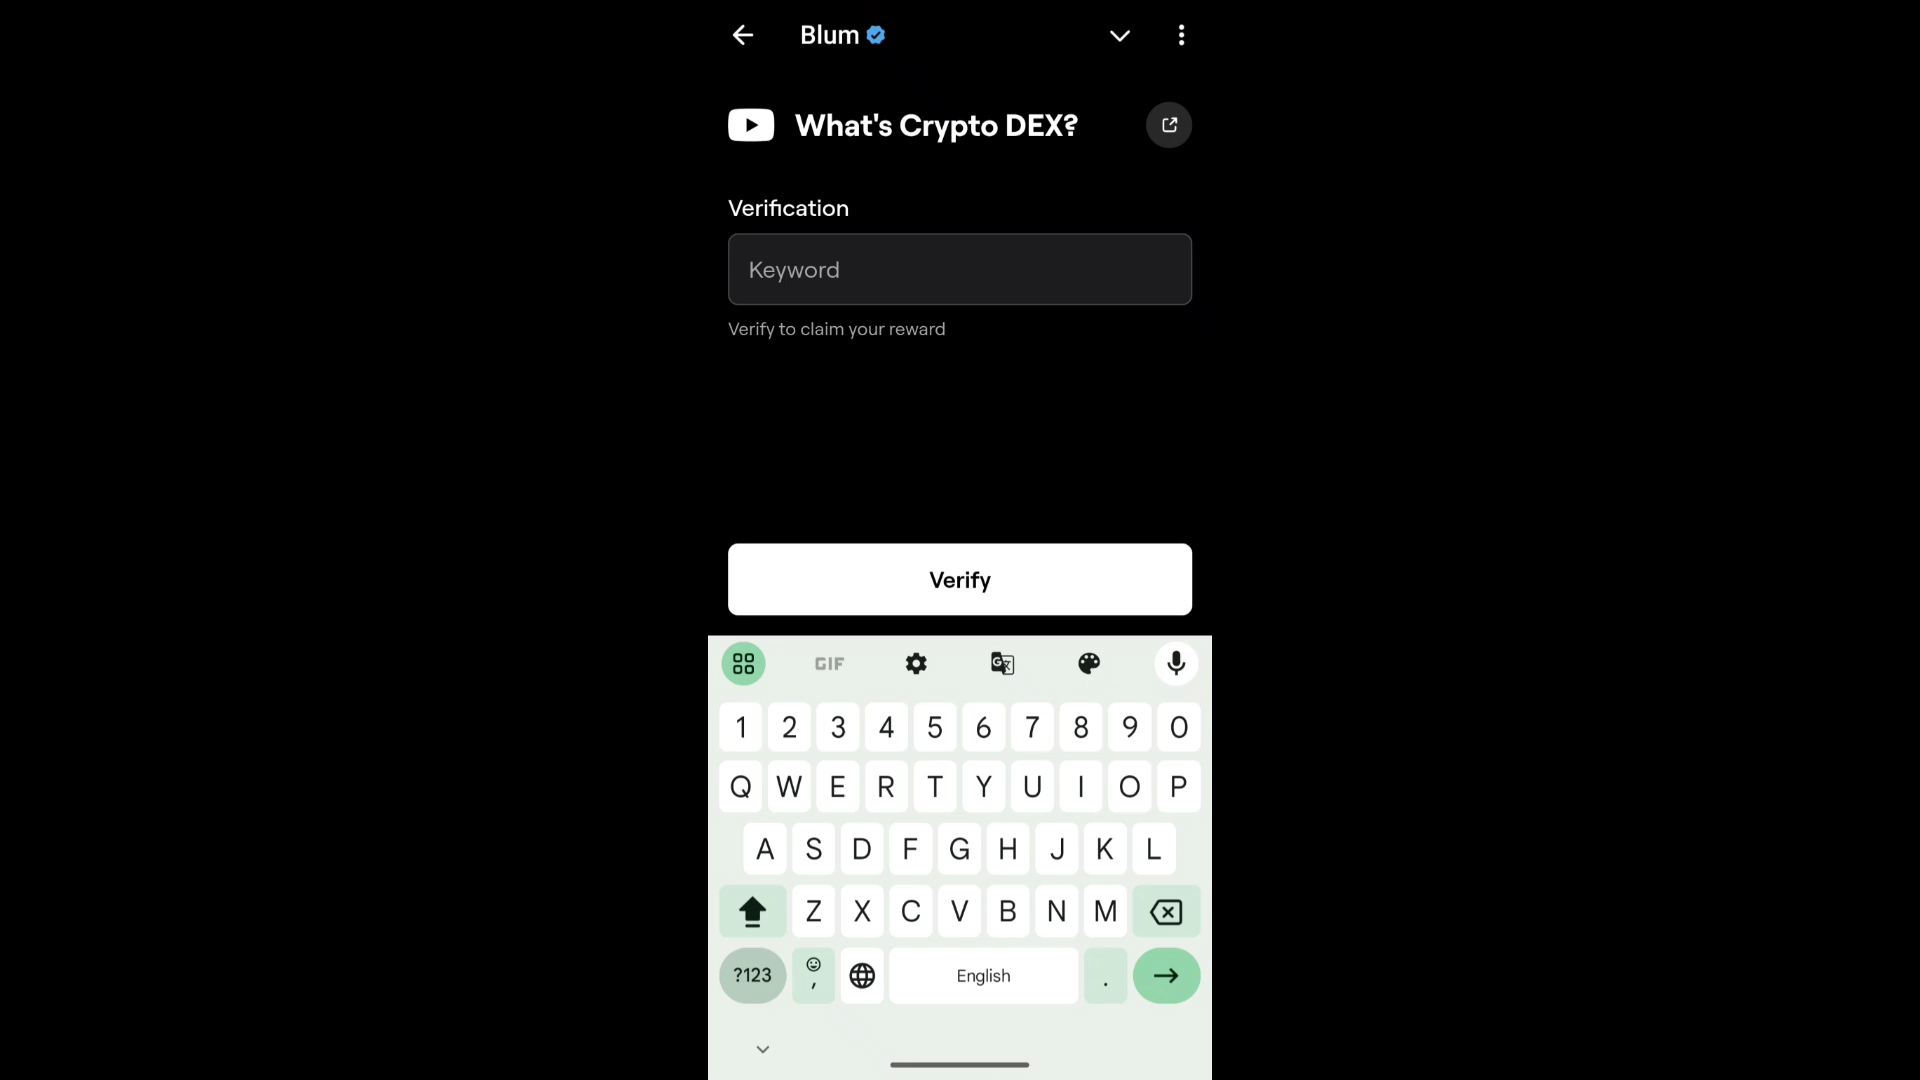 Blum
What's Crypto DEX?
Verification
Keyword
Verify to claim your reward
Verify
GIF
1 2 3 4 5 6 7 8 9 0
Q W E R T Y U I O P
A S D F G H J K L
Z X C V B N M
?123 , English .